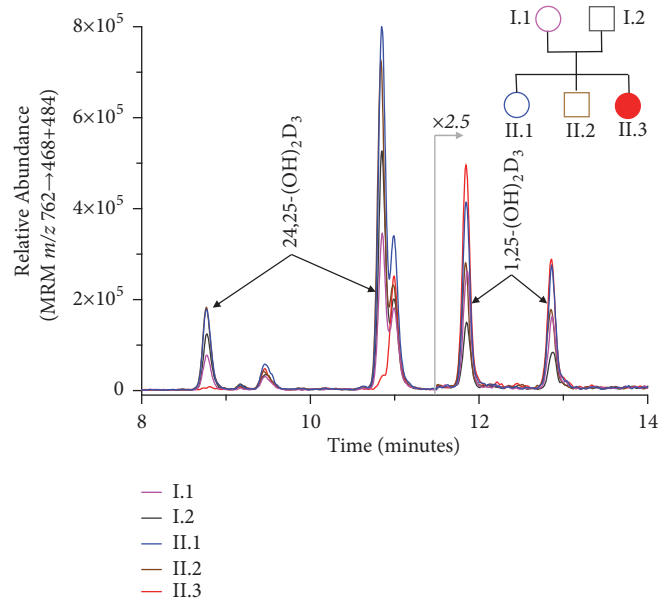 I.1
I.2
II.1
II.2
II.3
8×10⁵
6×10⁵
4×10⁵
2×10⁵
0
Relative Abundance
(MRM m/z 762→468+484)
24,25-(OH)₂D₃
×2.5
1,25-(OH)₂D₃
8
10
12
14
Time (minutes)
I.1
I.2
II.1
II.2
II.3